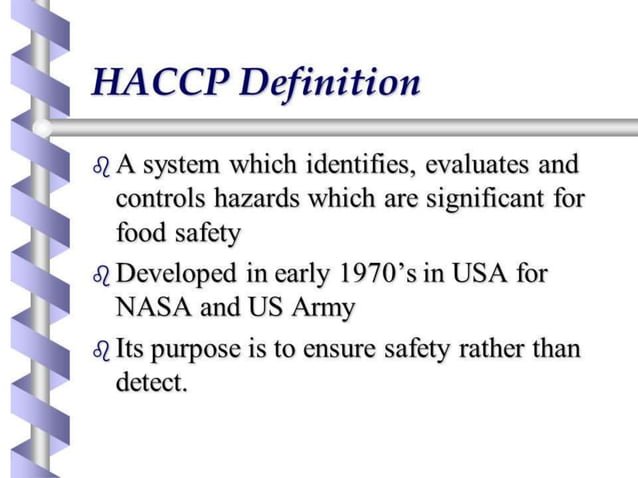 HACCP Definition
A system which identifies, evaluates and
controls hazards which are significant for
food safety
Developed in early 1970's in USA for
NASA and US Army
Its purpose is to ensure safety rather than
detect.